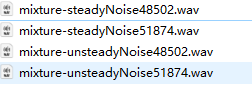 mixture-steadyNoise48502.wav
mixture-steadyNoise51874.wav
mixture-unsteadyNoise48502.wav
mixture-unsteadyNoise51874.wav